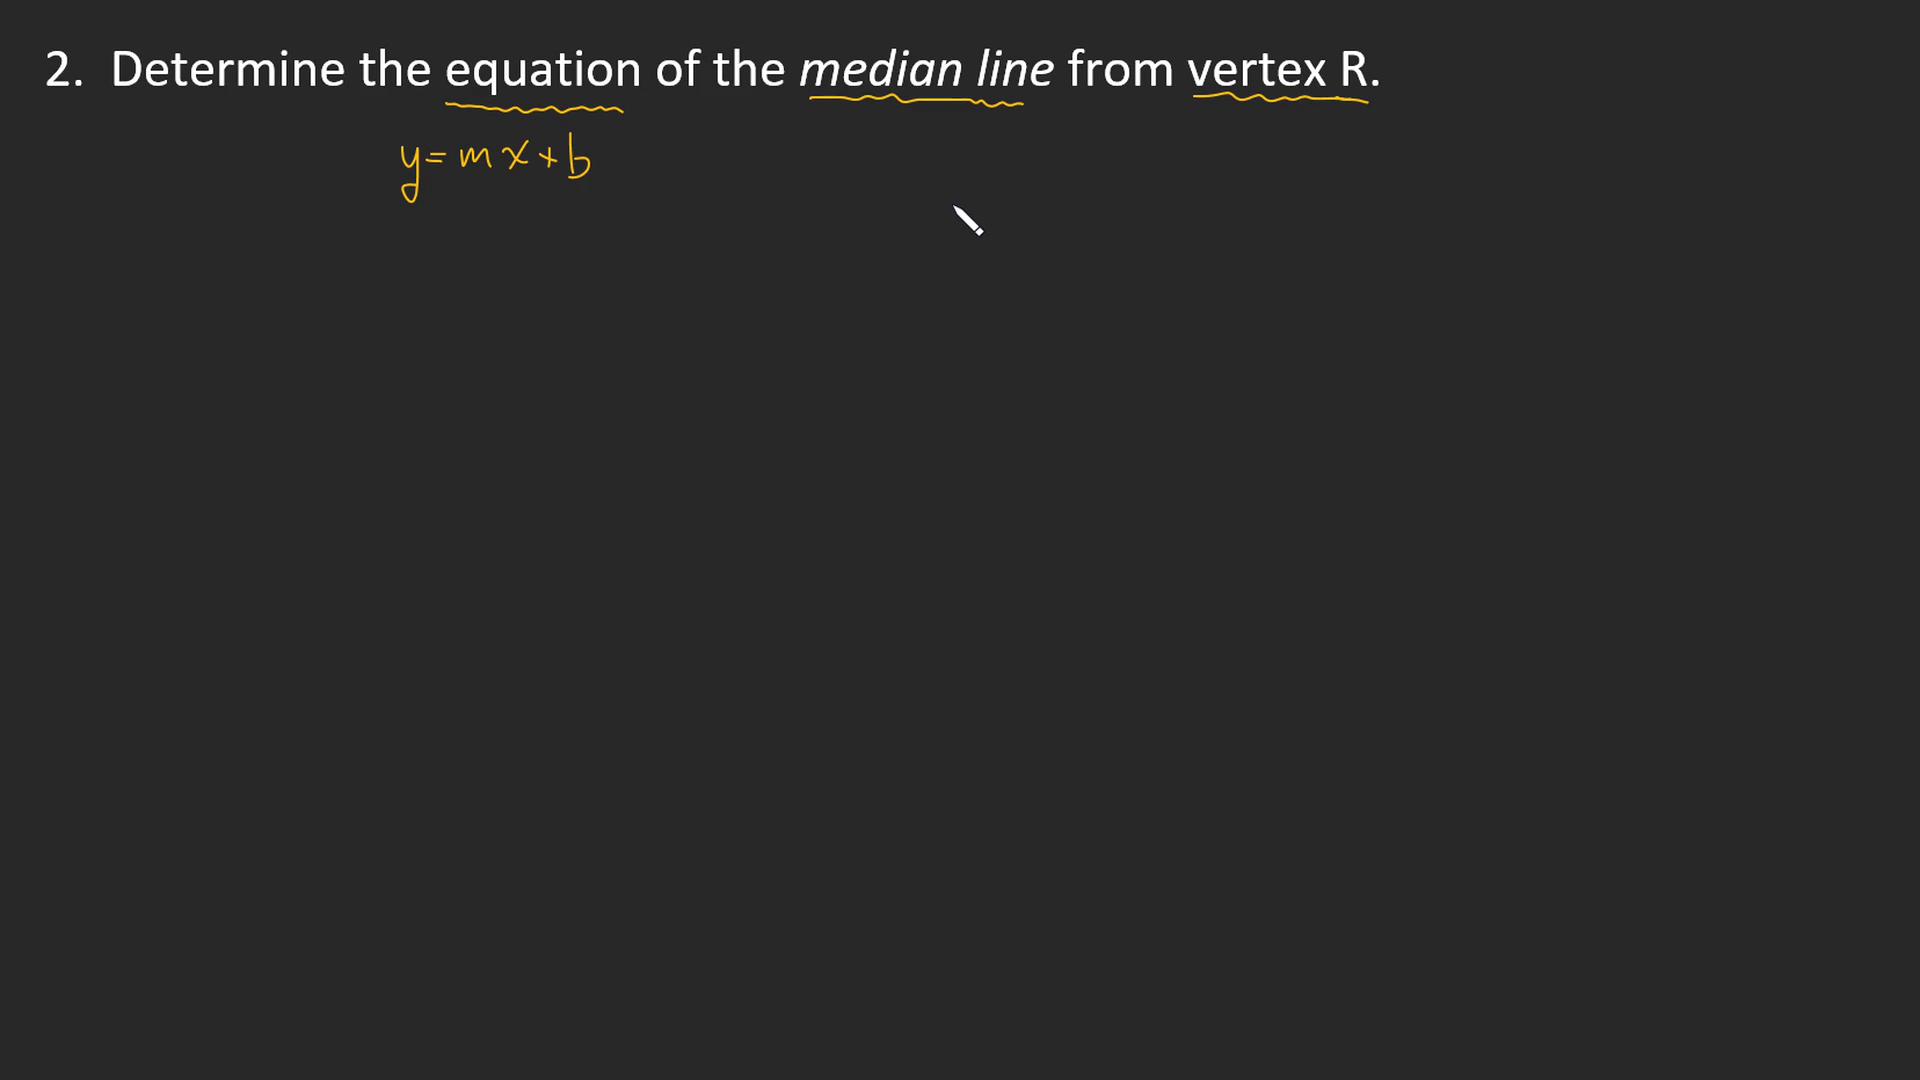 2. Determine the equation of the median line from vertex R.
y = mx + b